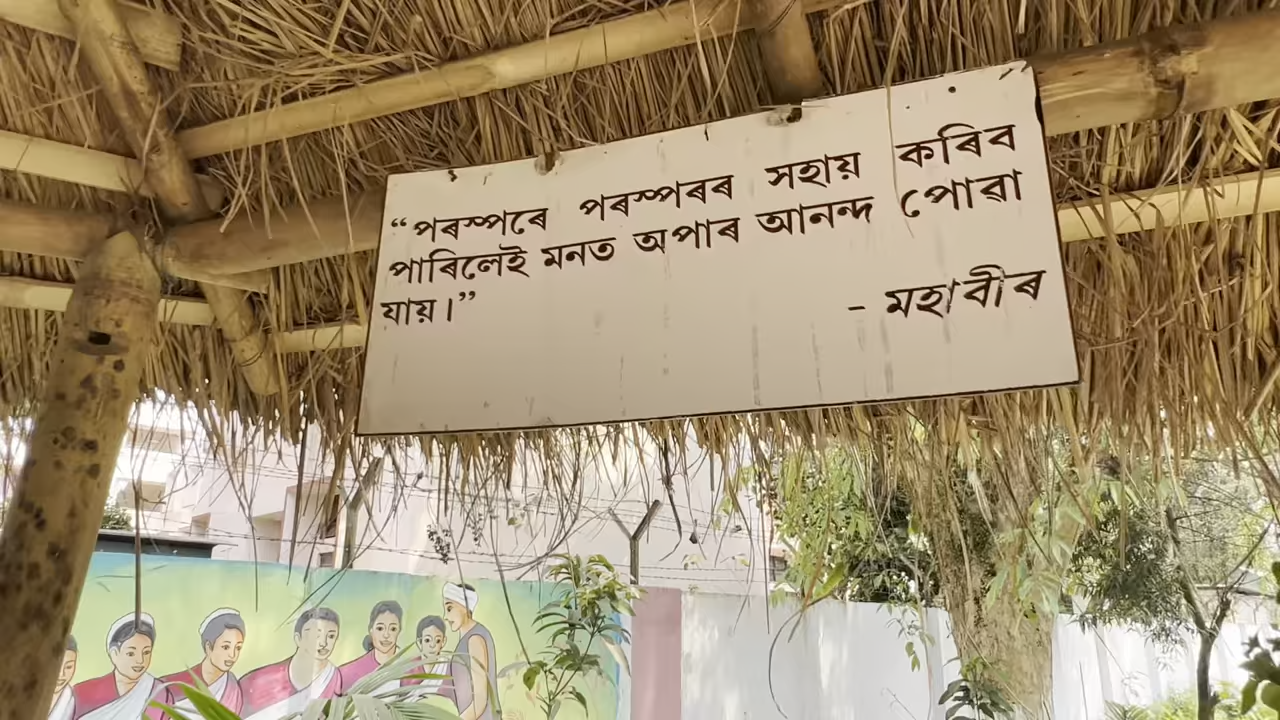 “পৰস্পৰে পৰস্পৰৰ সহায় কৰিব
পাৰিলেই মনত অপাৰ আনন্দ পোৱা
যায়।”
- মহাবীৰ